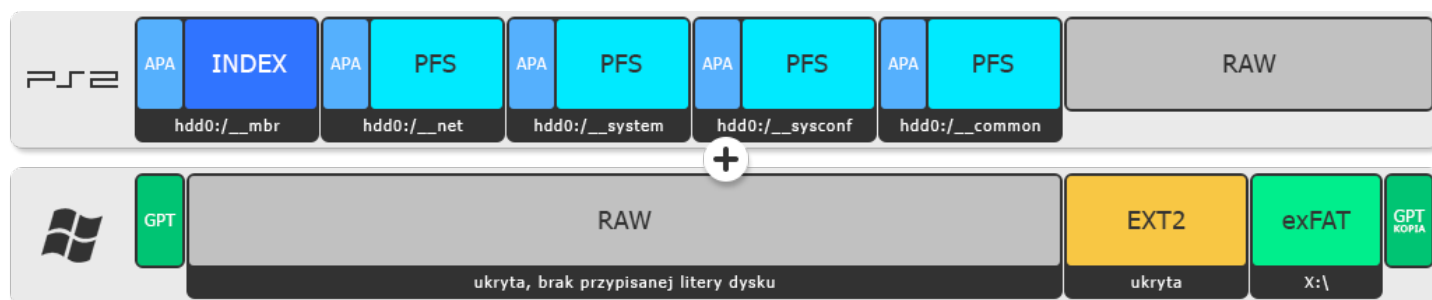 PS2
APA INDEX APA PFS APA PFS APA PFS APA PFS RAW
hdd0:/__mbr hdd0:/__net hdd0:/__system hdd0:/__sysconf hdd0:/__common
+
GPT RAW EXT2 exFAT GPT
KOPIA
ukryta, brak przypisanej litery dysku ukryta X:\